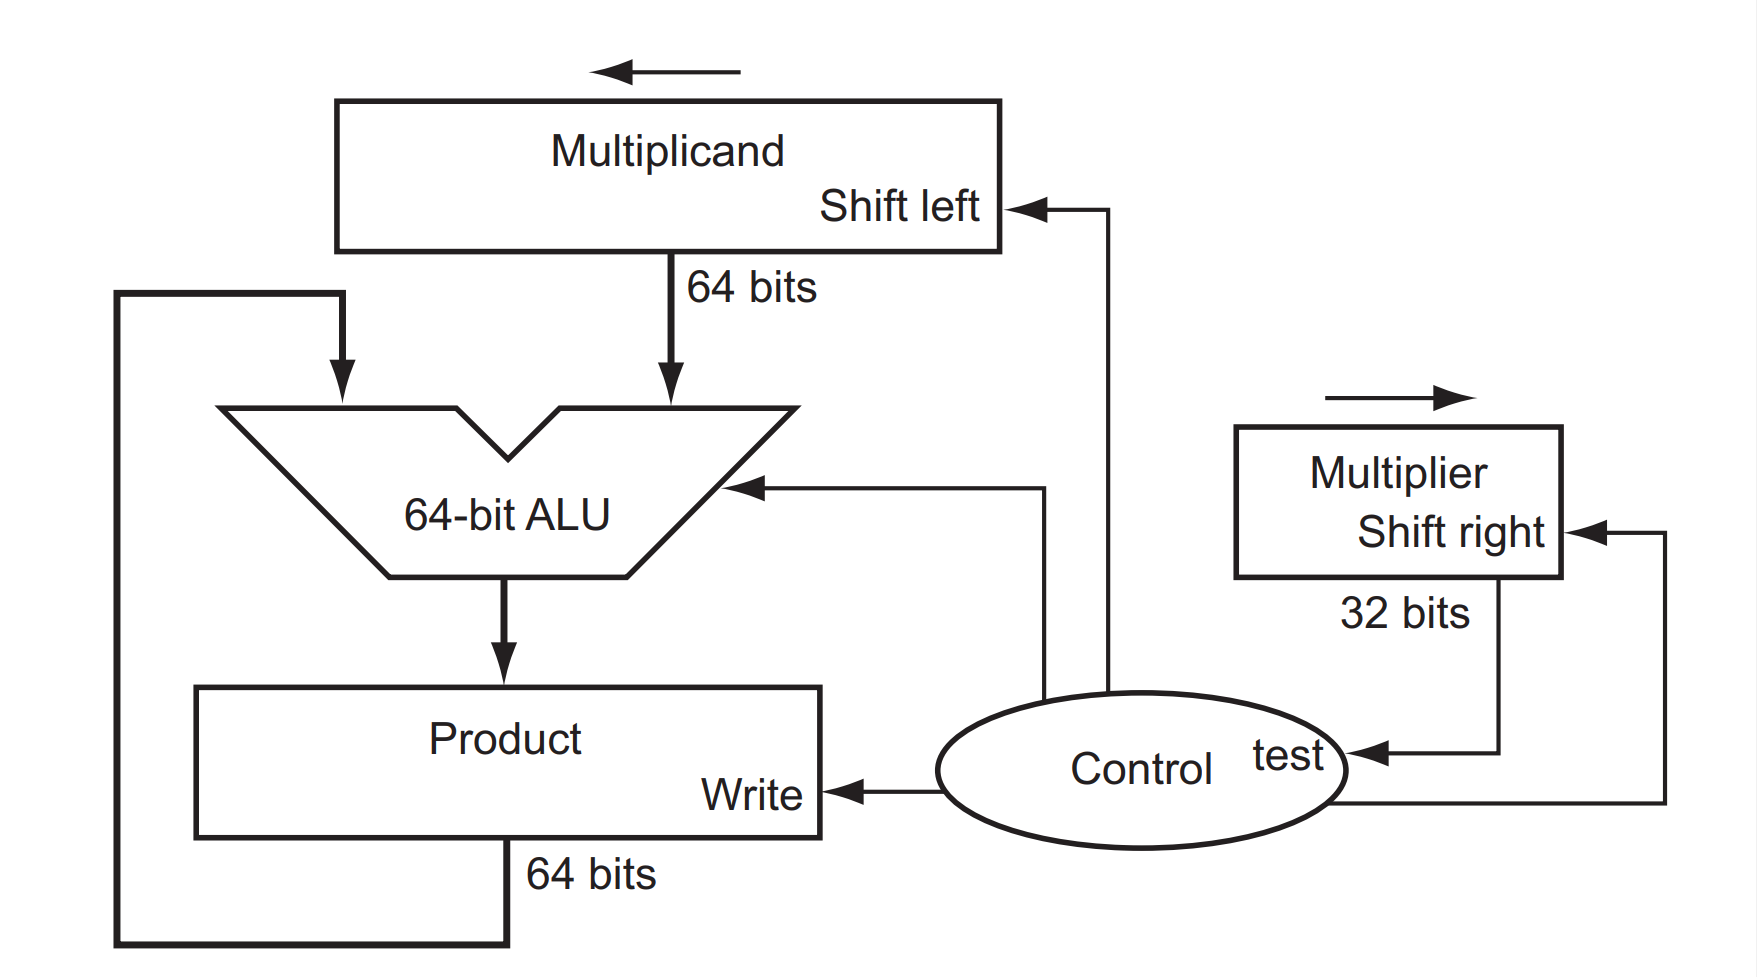 Multiplicand
Shift left
64 bits
64-bit ALU
Multiplier
Shift right
32 bits
Product
Write
Control
test
64 bits